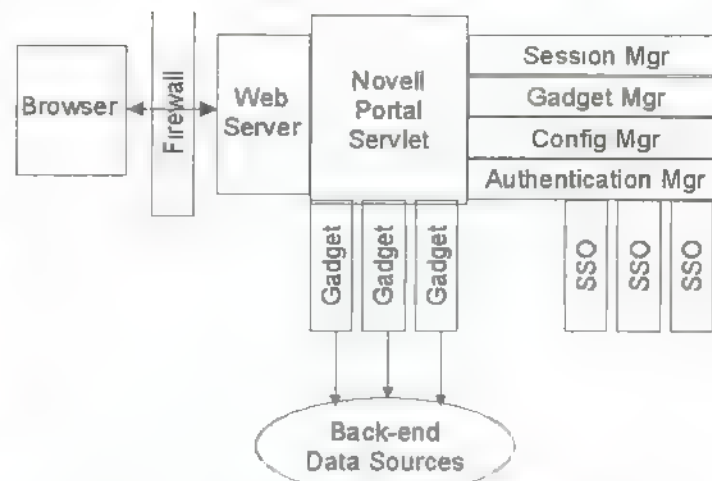 Browser
Firewall
Web
Server
Novell
Portal
Servlet
Session Mgr
Gadget Mgr
Config Mgr
Authentication Mgr
Gadget
Gadget
Gadget
SSO
SSO
SSO
Back-end
Data Sources